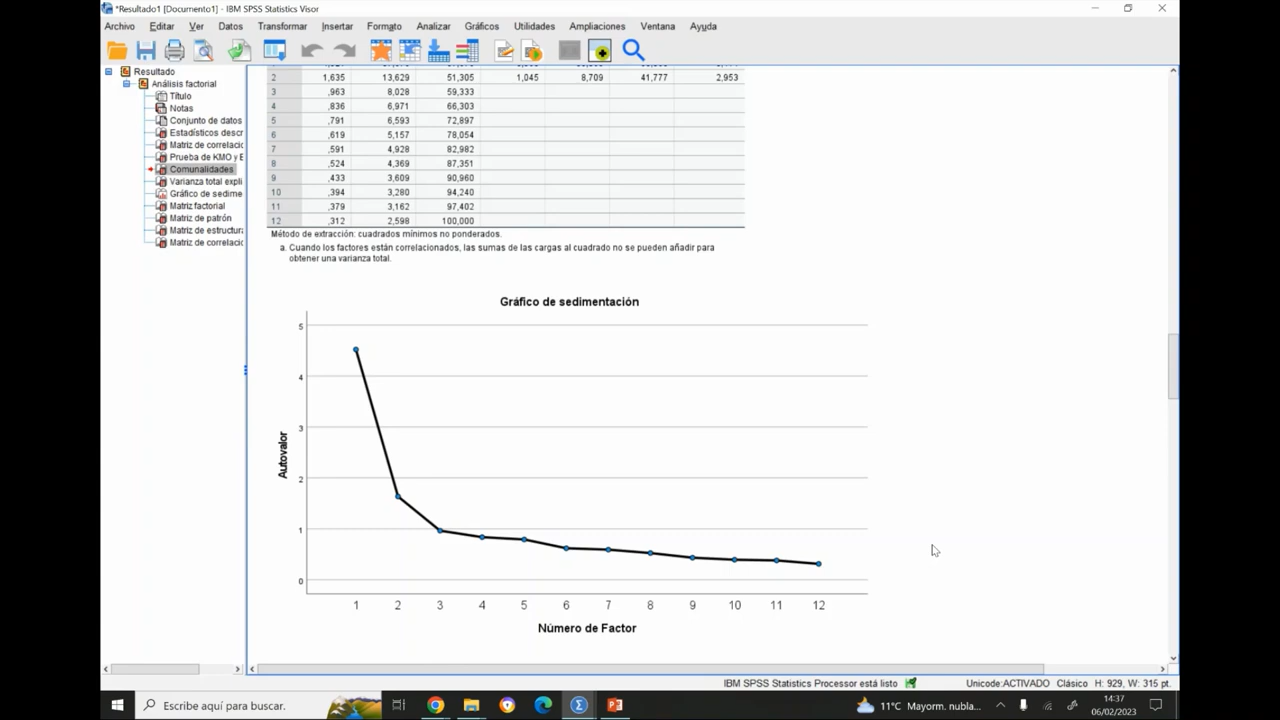 *Resultado1 [Documento1] - IBM SPSS Statistics Visor
Archivo Editar Ver Datos Transformar Insertar Formato Analizar Gráficos Utilidades Ampliaciones Ventana Ayuda
Resultado
Análisis factorial
Título
Notas
Conjunto de datos
Estadísticos descr
Matriz de correlaci
Prueba de KMO y E
Comunalidades
Varianza total expli
Gráfico de sedime
Matriz factorial
Matriz de patrón
Matriz de estructura
Matriz de correlaci
2 1,635 13,629 51,305 1,045 8,709 41,777 2,953
3 ,963 8,028 59,333
4 ,836 6,971 66,303
5 ,791 6,593 72,897
6 ,619 5,157 78,054
7 ,591 4,928 82,982
8 ,524 4,369 87,351
9 ,433 3,609 90,960
10 ,394 3,280 94,240
11 ,379 3,162 97,402
12 ,312 2,598 100,000
Método de extracción: cuadrados mínimos no ponderados.
a. Cuando los factores están correlacionados, las sumas de las cargas al cuadrado no se pueden añadir para
obtener una varianza total.
Gráfico de sedimentación
5
4
3
2
1
0
Autovalor
1 2 3 4 5 6 7 8 9 10 11 12
Número de Factor
IBM SPSS Statistics Processor está listo Unicode:ACTIVADO Clásico H: 929, W: 315 pt.
Escribe aquí para buscar.
11°C Mayorm. nubla...
14:37
06/02/2023